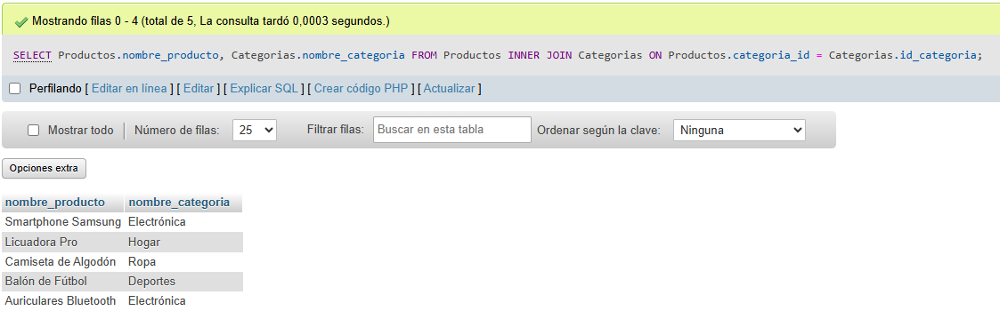 Mostrando filas 0 - 4 (total de 5, La consulta tardó 0,0003 segundos.)
SELECT Productos.nombre_producto, Categorias.nombre_categoria FROM Productos INNER JOIN Categorias ON Productos.categoria_id = Categorias.id_categoria;
Perfilando [ Editar en línea ] [ Editar ] [ Explicar SQL ] [ Crear código PHP ] [ Actualizar ]
Mostrar todo Número de filas: 25 Filtrar filas: Buscar en esta tabla Ordenar según la clave: Ninguna
Opciones extra
nombre_producto nombre_categoria
Smartphone Samsung Electrónica
Licuadora Pro Hogar
Camiseta de Algodón Ropa
Balón de Fútbol Deportes
Auriculares Bluetooth Electrónica